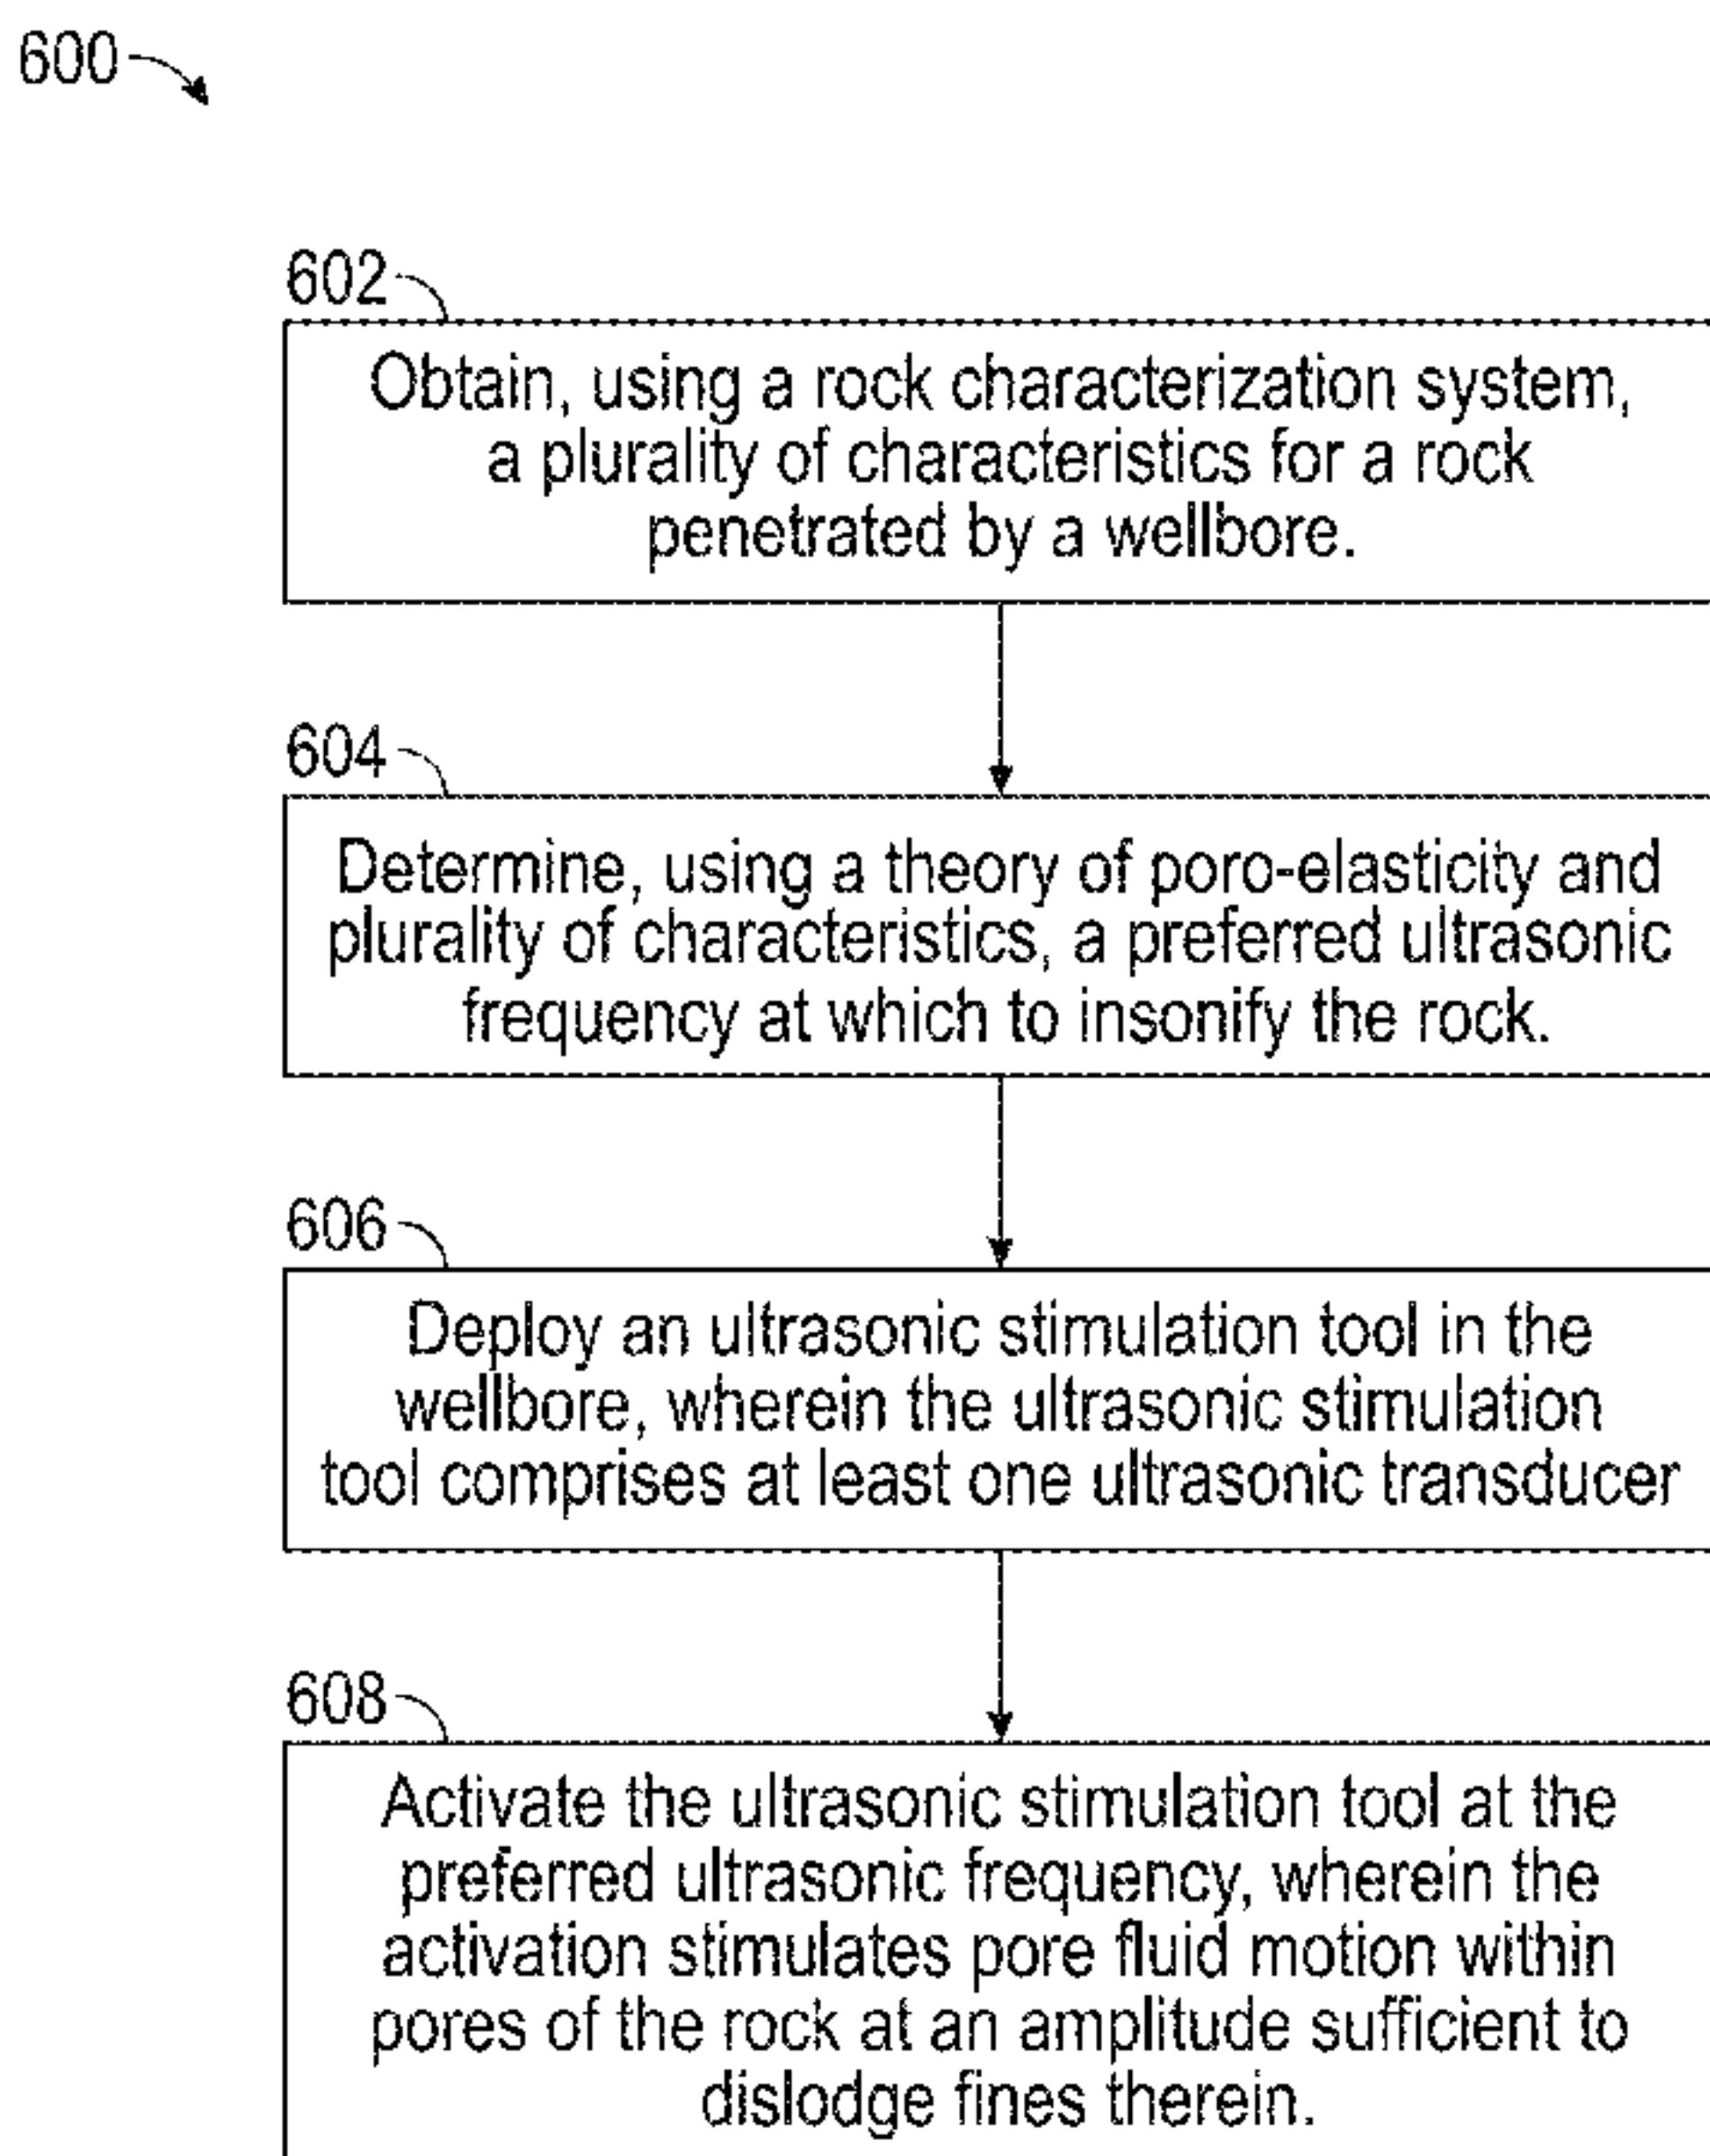 600
602
Obtain, using a rock characterization system,
a plurality of characteristics for a rock
penetrated by a wellbore.
604
Determine, using a theory of poro-elasticity and
plurality of characteristics, a preferred ultrasonic
frequency at which to insonify the rock.
606
Deploy an ultrasonic stimulation tool in the
wellbore, wherein the ultrasonic stimulation
tool comprises at least one ultrasonic transducer
608
Activate the ultrasonic stimulation tool at the
preferred ultrasonic frequency, wherein the
activation stimulates pore fluid motion within
pores of the rock at an amplitude sufficient to
dislodge fines therein.